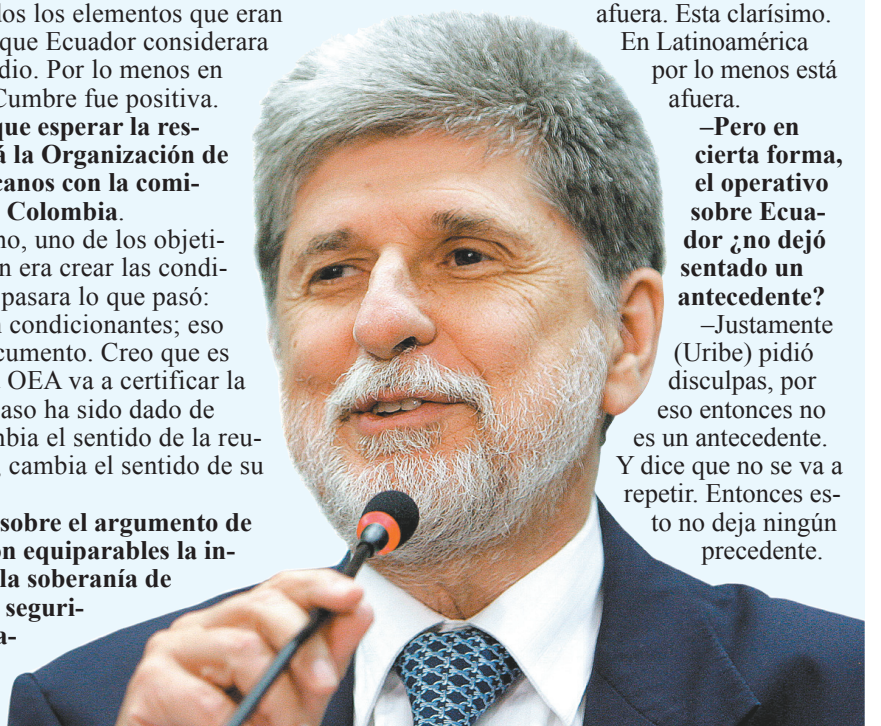 los los elementos que eran
que Ecuador considerara
dio. Por lo menos en
Cumbre fue positiva.
que esperar la res-
á la Organización de
canos con la comi-
Colombia.
no, uno de los objeti-
n era crear las condi-
pasara lo que pasó:
n condicionantes; eso
cumento. Creo que es
OEA va a certificar la
aso ha sido dado de
mbia el sentido de la reu-
, cambia el sentido de su
sobre el argumento de
on equiparables la in-
la soberanía de
seguri-
a-
afuera. Esta clarísimo.
En Latinoamérica
por lo menos está
afuera.
–Pero en
cierta forma,
el operativo
sobre Ecua-
dor ¿no dejó
sentado un
antecedente?
–Justamente
(Uribe) pidió
disculpas, por
eso entonces no
es un antecedente.
Y dice que no se va a
repetir. Entonces es-
to no deja ningún
precedente.